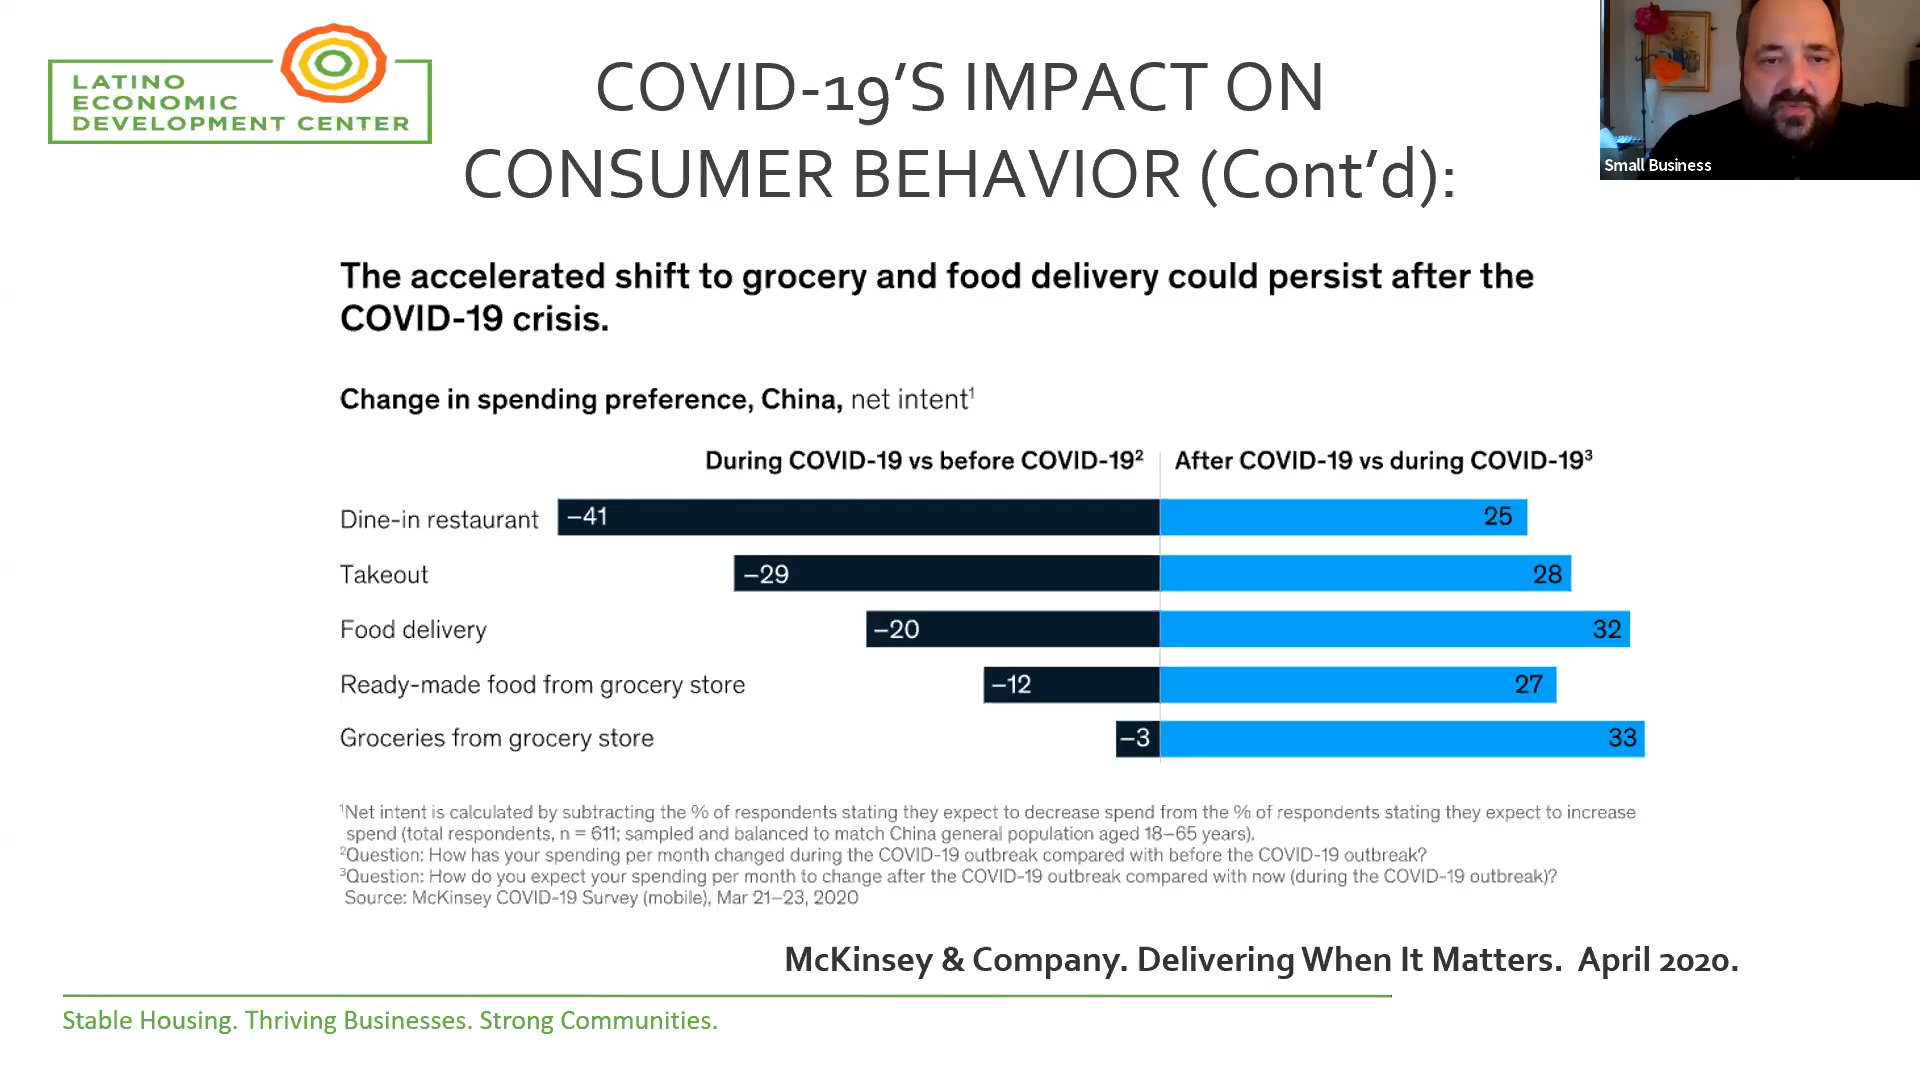 LATINO
ECONOMIC
DEVELOPMENT CENTER
COVID-19’S IMPACT ON
CONSUMER BEHAVIOR (Cont’d):
Small Business
The accelerated shift to grocery and food delivery could persist after the
COVID-19 crisis.
Change in spending preference, China, net intent¹
During COVID-19 vs before COVID-19² After COVID-19 vs during COVID-19³
Dine-in restaurant –41 25
Takeout –29 28
Food delivery –20 32
Ready-made food from grocery store –12 27
Groceries from grocery store –3 33
¹Net intent is calculated by subtracting the % of respondents stating they expect to decrease spend from the % of respondents stating they expect to increase
spend (total respondents, n = 611; sampled and balanced to match China general population aged 18–65 years).
²Question: How has your spending per month changed during the COVID-19 outbreak compared with before the COVID-19 outbreak?
³Question: How do you expect your spending per month to change after the COVID-19 outbreak compared with now (during the COVID-19 outbreak)?
Source: McKinsey COVID-19 Survey (mobile), Mar 21–23, 2020
McKinsey & Company. Delivering When It Matters. April 2020.
Stable Housing. Thriving Businesses. Strong Communities.